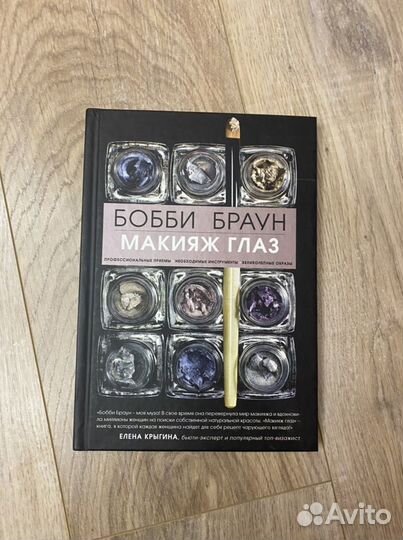 БОББИ БРАУН
МАКИЯЖ ГЛАЗ
ПРОФЕССИОНАЛЬНЫЕ ПРИЕМЫ НЕОБХОДИМЫЕ ИНСТРУМЕНТЫ ВЕЛИКОЛЕПНЫЕ ОБРАЗЫ
«Бобби Браун – моя муза! В свое время она перевернула мир макияжа и вдохнови-
ла миллионы женщин на поиски собственной натуральной красоты. «Макияж глаз» –
книга, в которой каждая женщина найдет для себя рецепт чарующего взгляда!»
ЕЛЕНА КРЫГИНА, бьюти-эксперт и популярный топ-визажист
Avito